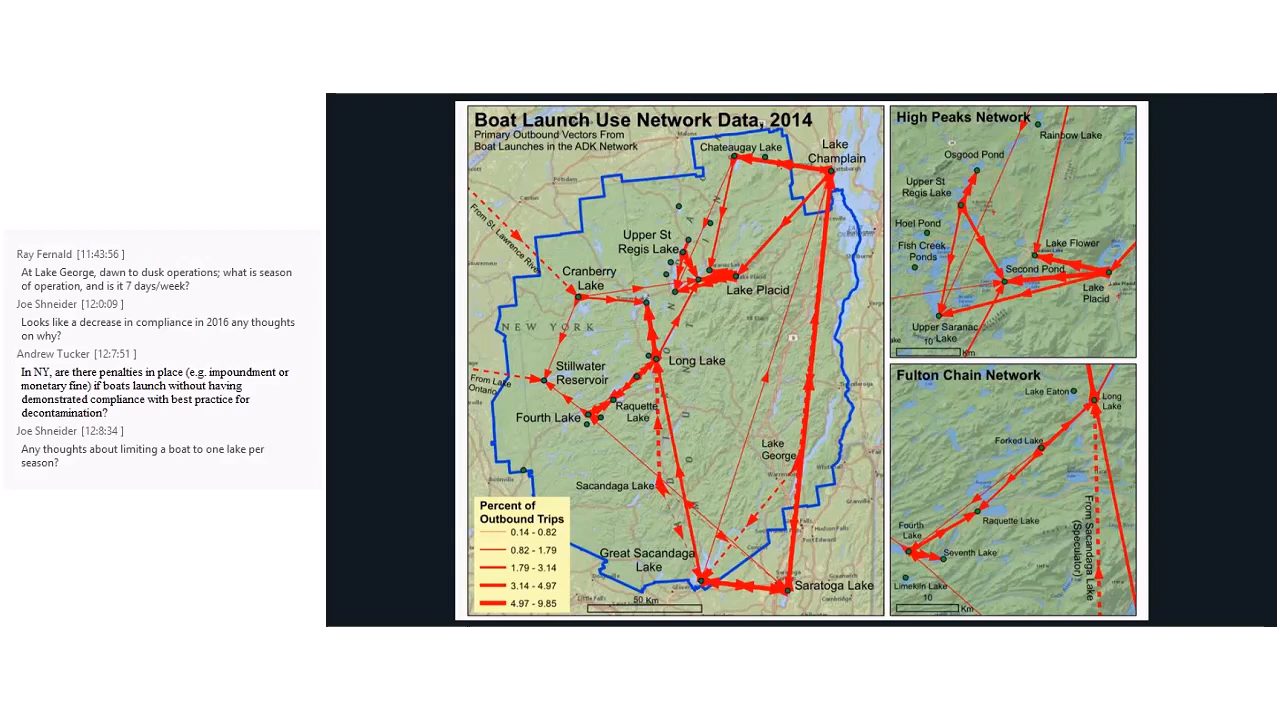 Ray Fernald [11:43:56 ]
At Lake George, dawn to dusk operations; what is season
of operation, and is it 7 days/week?
Joe Shneider [12:0:09 ]
Looks like a decrease in compliance in 2016 any thoughts
on why?
Andrew Tucker [12:7:51 ]
In NY, are there penalties in place (e.g. impoundment or
monetary fine) if boats launch without having
demonstrated compliance with best practice for
decontamination?
Joe Shneider [12:8:34 ]
Any thoughts about limiting a boat to one lake per
season?
Boat Launch Use Network Data, 2014
Primary Outbound Vectors From
Boat Launches in the ADK Network
Chateaugay Lake
Lake
Champlain
From St. Lawrence River
Upper St
Regis Lake
Cranberry
Lake
Lake Placid
NEW YORK
Long Lake
Stillwater
Reservoir
From Lake
Ontario
Fourth Lake
Raquette
Lake
Lake
George
Sacandaga Lake
Great Sacandaga
Lake
Saratoga Lake
50 Km
Percent of
Outbound Trips
0.14 - 0.82
0.82 - 1.79
1.79 - 3.14
3.14 - 4.97
4.97 - 9.85
High Peaks Network
Rainbow Lake
Osgood Pond
Upper St
Regis Lake
Hoel Pond
Fish Creek
Ponds
Lake Flower
Second Pond
Lake
Placid
Upper Saranac
Lake
10 Km
Fulton Chain Network
Lake Eaton
Long
Lake
Forked Lake
Raquette Lake
Fourth
Lake
Seventh Lake
Limekiln Lake
From Sacandaga Lake
(Speculator)
10 Km